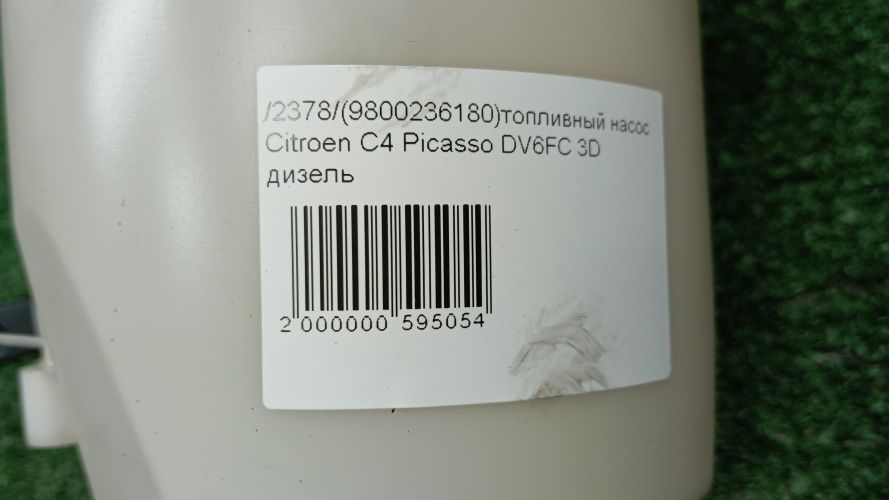 /2378/(9800236180)топливный насос
Citroen C4 Picasso DV6FC 3D
дизель
2 000000 595054